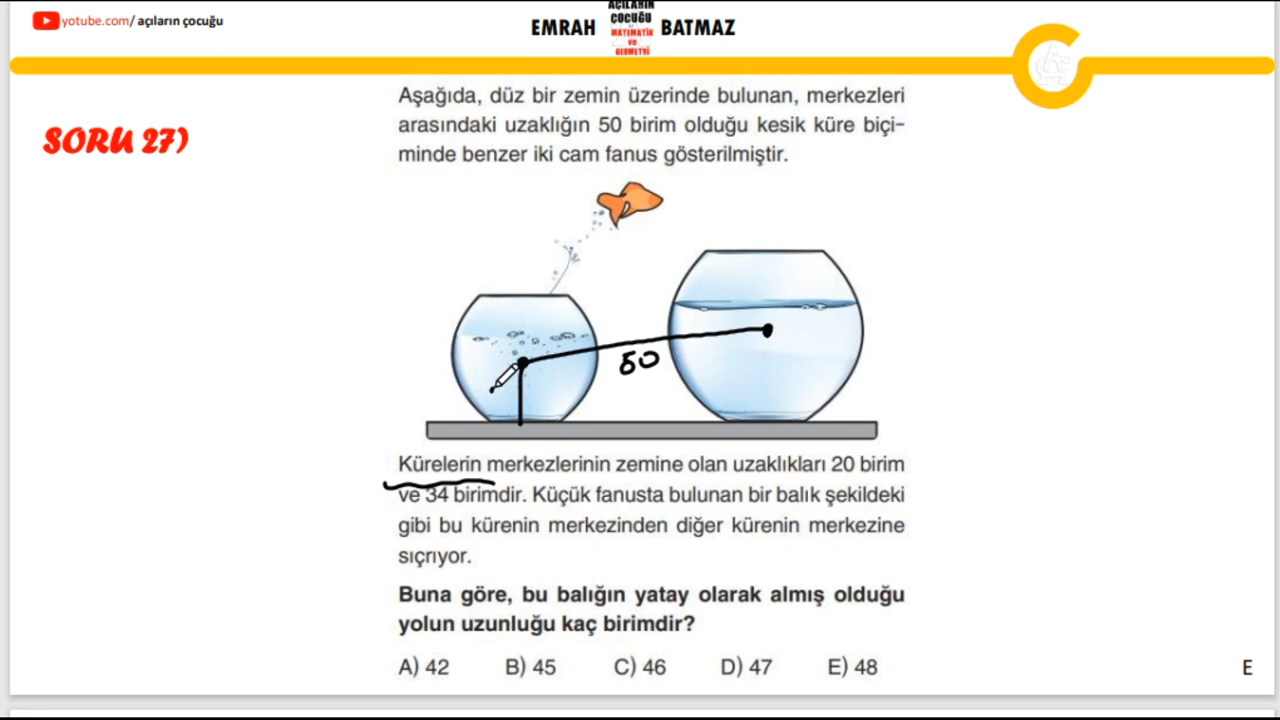 yotube.com/ açıların çocuğu
AÇILARIN
ÇOCUĞU
EMRAH BATMAZ
MATEMATİK
ve
GEOMETRİ
SORU 27)
Aşağıda, düz bir zemin üzerinde bulunan, merkezleri
arasındaki uzaklığın 50 birim olduğu kesik küre biçi-
minde benzer iki cam fanus gösterilmiştir.
50
Kürelerin merkezlerinin zemine olan uzaklıkları 20 birim
ve 34 birimdir. Küçük fanusta bulunan bir balık şekildeki
gibi bu kürenin merkezinden diğer kürenin merkezine
sıçrıyor.
Buna göre, bu balığın yatay olarak almış olduğu
yolun uzunluğu kaç birimdir?
A) 42 B) 45 C) 46 D) 47 E) 48
E